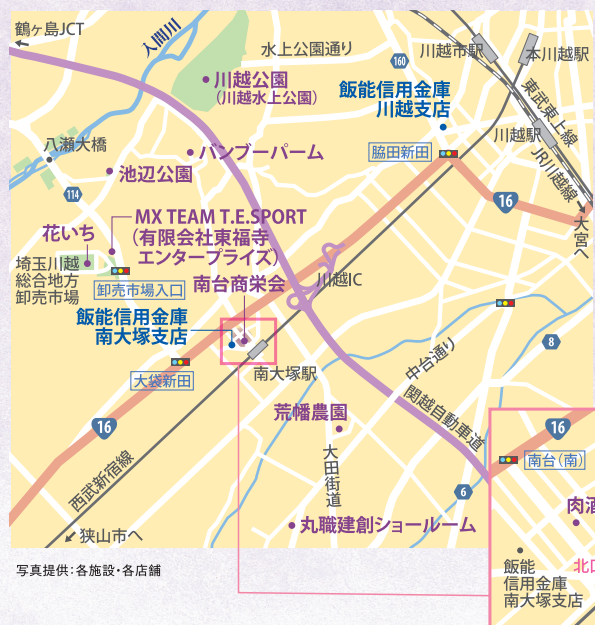 鶴ヶ島JCT
入間川
水上公園通り
川越市駅
本川越駅
160
川越公園
（川越水上公園）
飯能信用金庫
川越支店
東武東上線
川越駅
八瀬大橋
バンブーパーム
脇田新田
JR川越線
池辺公園
114
16
大宮へ
MX TEAM T.E.SPORT
（有限会社東福寺
エンタープライズ）
花いち
埼玉川越
総合地方
卸売市場
卸売市場入口
南台商栄会
川越IC
飯能信用金庫
南大塚支店
8
中台通り
大袋新田
南大塚駅
関越自動車道
荒幡農園
16
16
大田街道
南台（南）
西武新宿線
6
肉酒
丸職建創ショールーム
狭山市へ
飯能
信用金庫
南大塚支店
北口
写真提供：各施設・各店舗